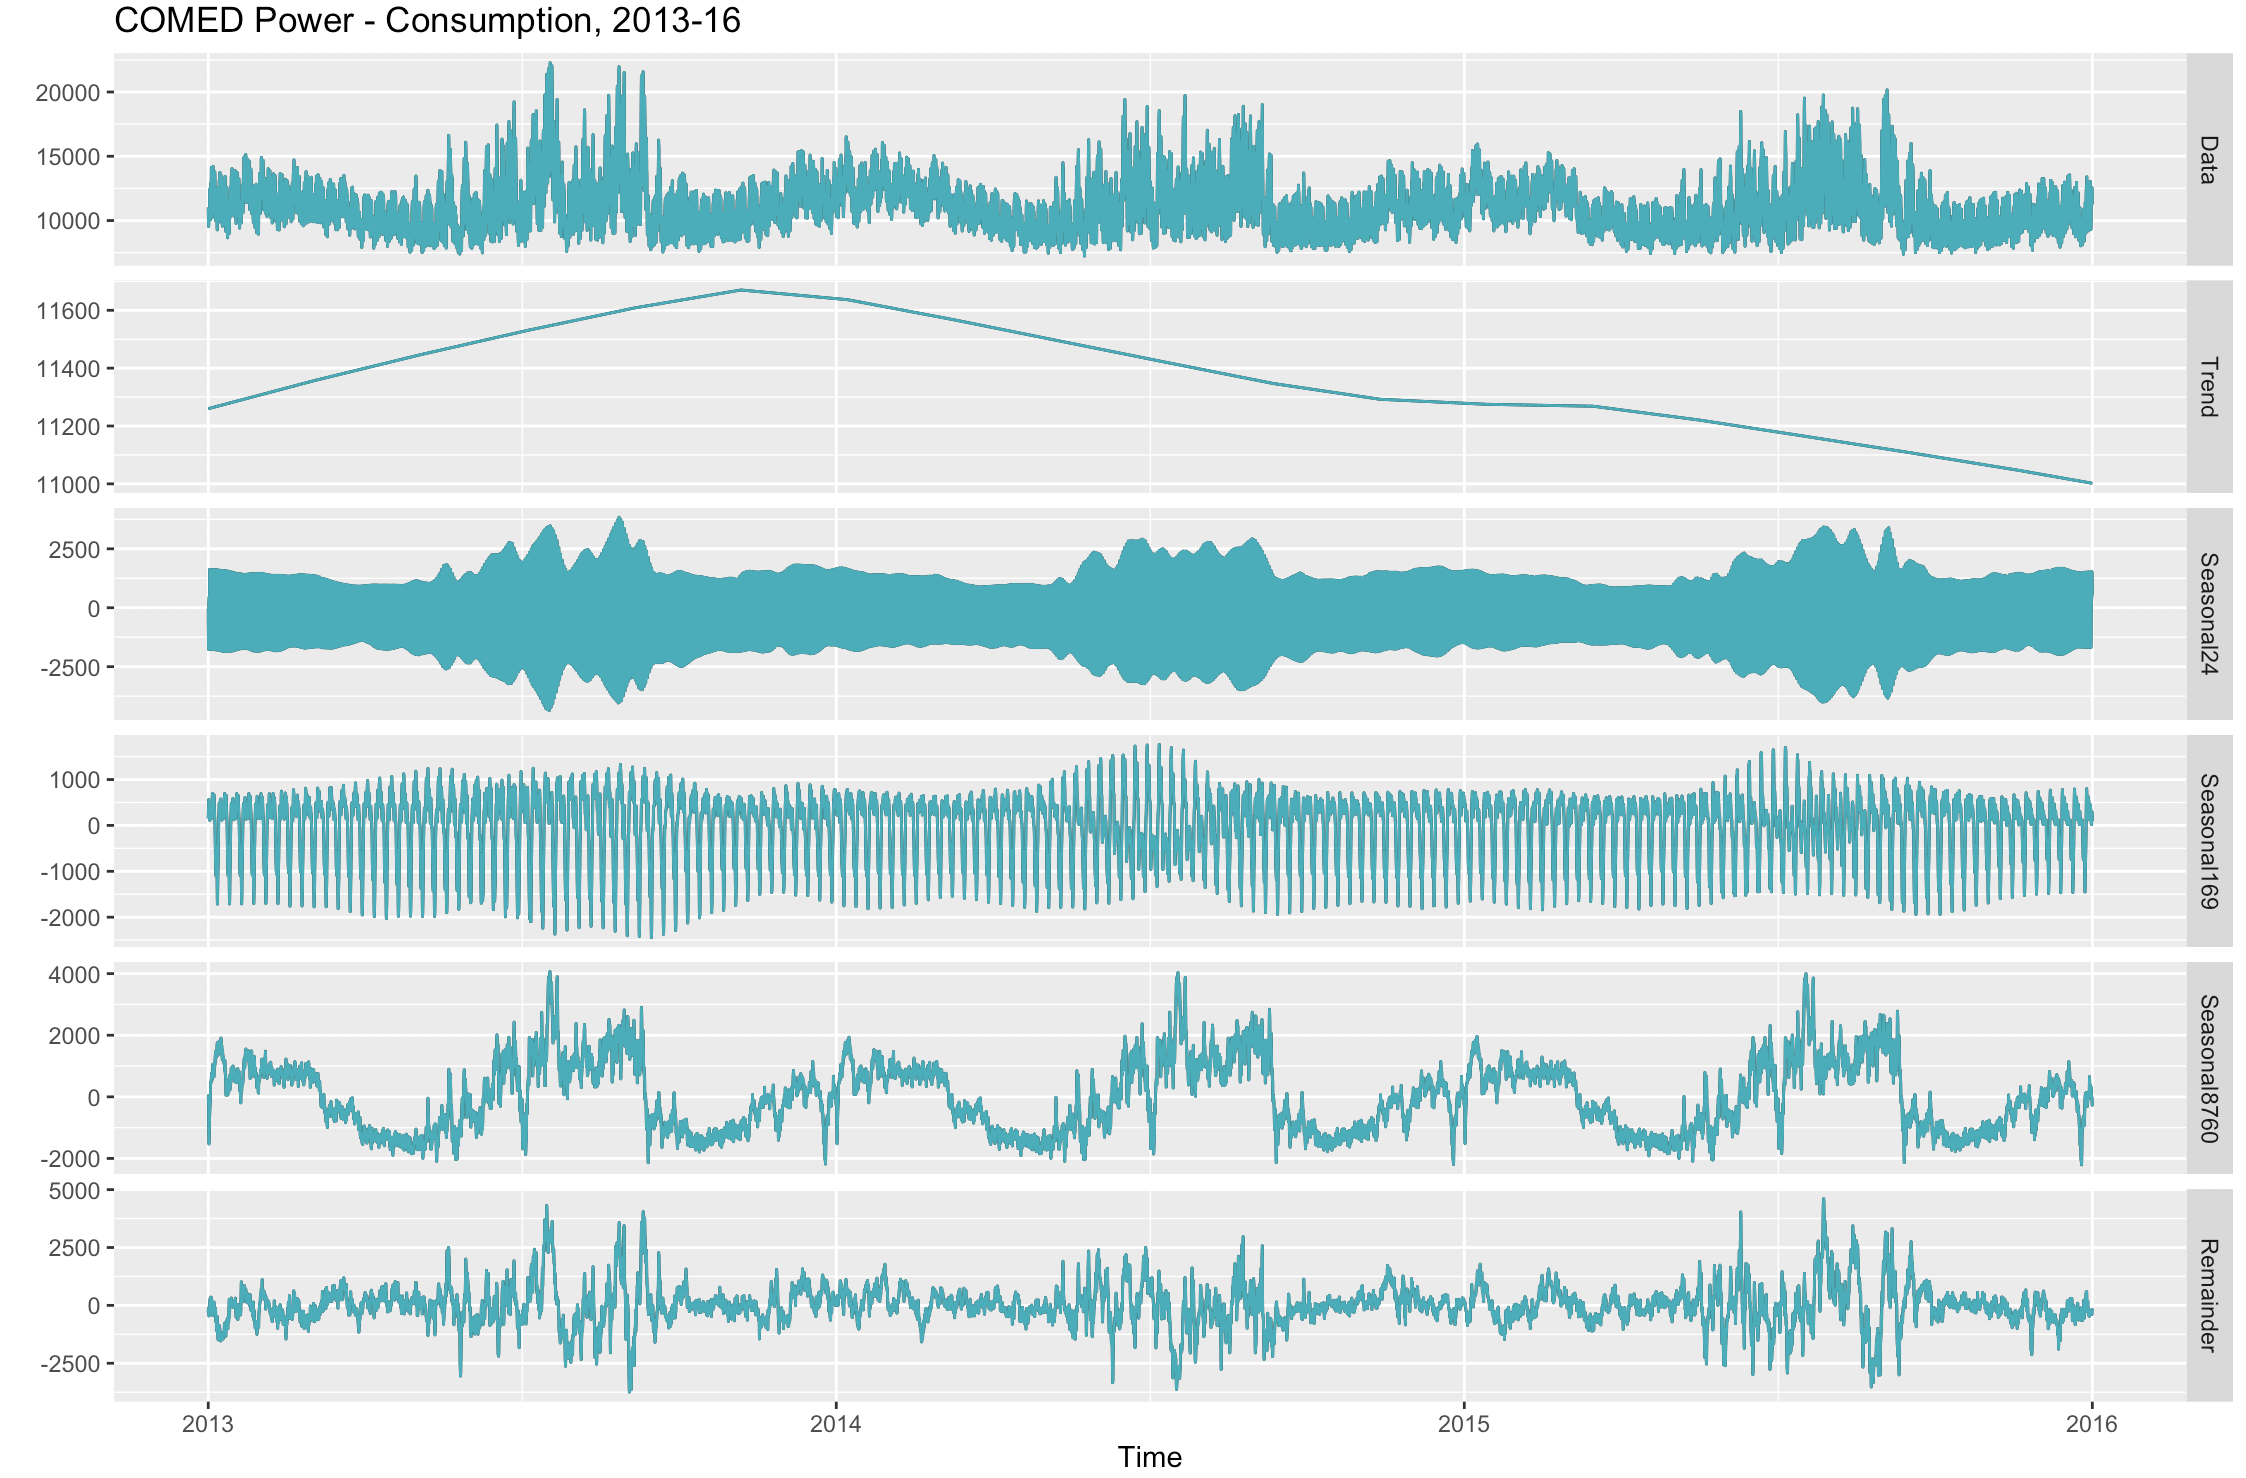 COMED Power - Consumption, 2013-16
20000
15000
10000
Data
11600
11400
11200
11000
Trend
2500
0
-2500
Seasonal24
1000
0
-1000
-2000
Seasonal169
4000
2000
0
-2000
Seasonal8760
5000
2500
0
-2500
Remainder
2013 2014 2015 2016
Time